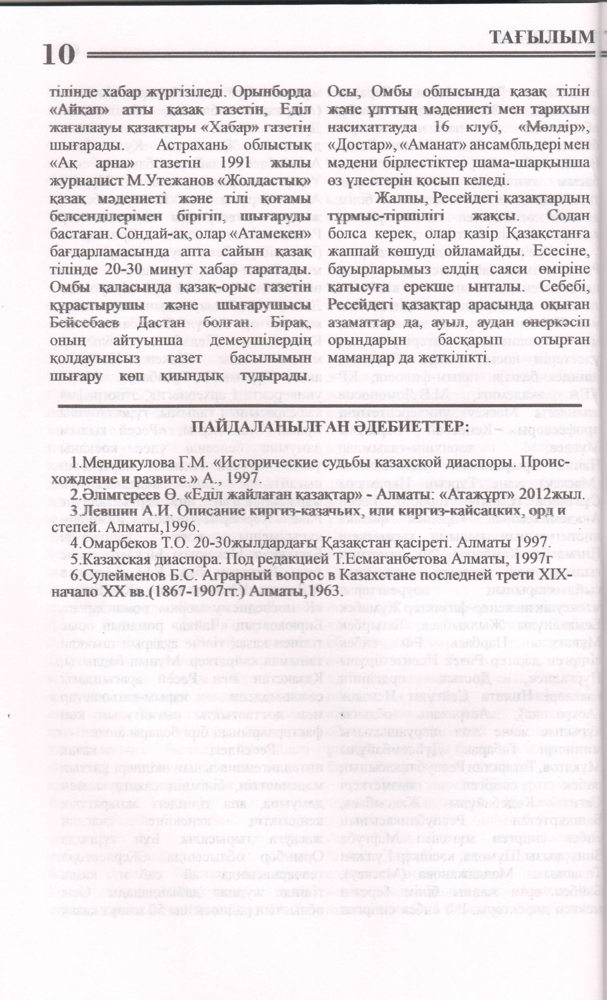 ТАҒЫЛЫМ
10
тілінде хабар жүргізіледі. Орынборда
«Айқап» атты қазақ газетін, Еділ
жағалаауы қазақтары «Хабар» газетін
шығарады. Астрахань облыстық
«Ақ арна» газетін 1991 жылы
журналист М.Утежанов «Жолдастық»
қазақ мәдениеті және тілі қоғамы
белсенділерімен бірігіп, шығаруды
бастаған. Сондай-ақ, олар «Атамекен»
бағдарламасында апта сайын қазақ
тілінде 20-30 минут хабар таратады.
Омбы қаласында қазақ-орыс газетін
құрастырушы және шығарушысы
Бейсебаев Дастан болған. Бірақ,
оның айтуынша демеушілердің
қолдауынсыз газет басылымын
шығару көп қиындық тудырады.
Осы, Омбы облысында қазақ тілін
және ұлттың мәдениеті мен тарихын
насихаттауда 16 клуб, «Мөлдір»,
«Достар» «Аманат» ансамбльдері мен
мәдени бірлестіктер шама-шарқынша
өз үлестерін қосып келеді.
Жалпы, Ресейдегі қазақтардың
тұрмыс-тіршілігі жақсы. Содан
болса керек, олар қазір Қазақстанға
жаппай көшуді ойламайды. Есесіне,
бауырларымыз елдің саяси өміріне
қатысуға ерекше ынталы. Себебі,
Ресейдегі қазақтар арасында оқыған
азаматтар да, ауыл, аудан өнеркәсіп
орындарын басқарып отырған
мамандар да жеткілікті.
ПАЙДАЛАНЫЛҒАН ӘДЕБИЕТТЕР:
1.Мендикулова Г.М. «Исторические судьбы казахской диаспоры. Проис-
хождение и развите.» А., 1997.
2.Әлімгереев Ө. «Еділ жайлаған қазақтар» - Алматы: «Атажұрт» 2012жыл.
3.Левшин А.И. Описание киргиз-казачьих, или киргиз-кайсацких, орд и
степей. Алматы,1996.
4.Омарбеков Т.О. 20-30жылдардағы Қазақстан қасіреті. Алматы 1997.
5.Казахская диаспора. Под редакцией Т.Есмаганбетова Алматы, 1997г
6.Сулейменов Б.С. Аграрный вопрос в Казахстане последней трети XIX-
начало XX вв.(1867-1907гг.) Алматы,1963.